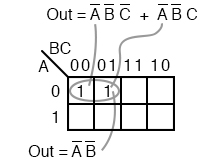 Out = A̅ B̅ C̅ + A̅ B̅ C
BC
A 00 01 11 10
0 1 1
1
Out = A̅ B̅